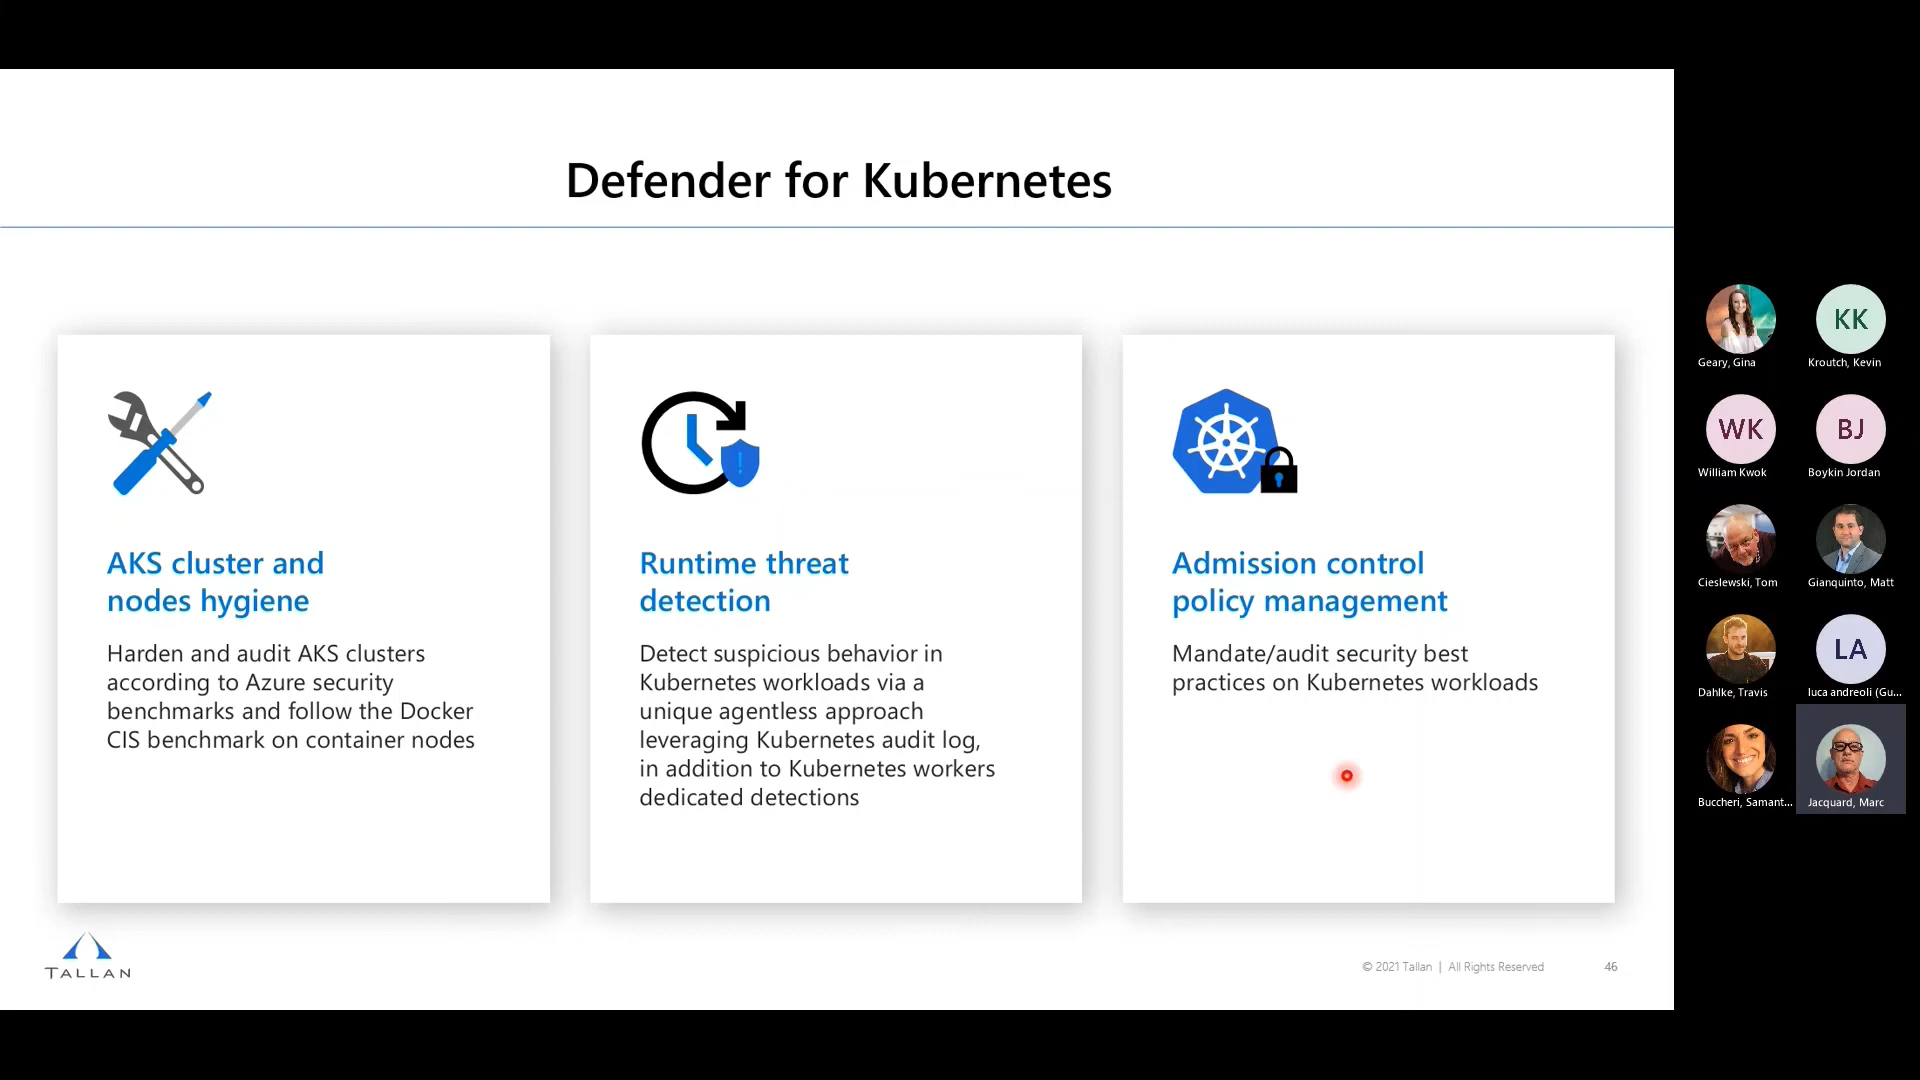 Defender for Kubernetes
AKS cluster and
nodes hygiene
Harden and audit AKS clusters
according to Azure security
benchmarks and follow the Docker
CIS benchmark on container nodes
Runtime threat
detection
Detect suspicious behavior in
Kubernetes workloads via a
unique agentless approach
leveraging Kubernetes audit log,
in addition to Kubernetes workers
dedicated detections
Admission control
policy management
Mandate/audit security best
practices on Kubernetes workloads
TALLAN
© 2021 Tallan | All Rights Reserved
46
Geary, Gina
KK
Kroutch, Kevin
WK
William Kwok
BJ
Boykin Jordan
Cieslewski, Tom
Gianquinto, Matt
Dahlke, Travis
LA
luca andreoli (Gu...
Buccheri, Samant...
Jacquard, Marc